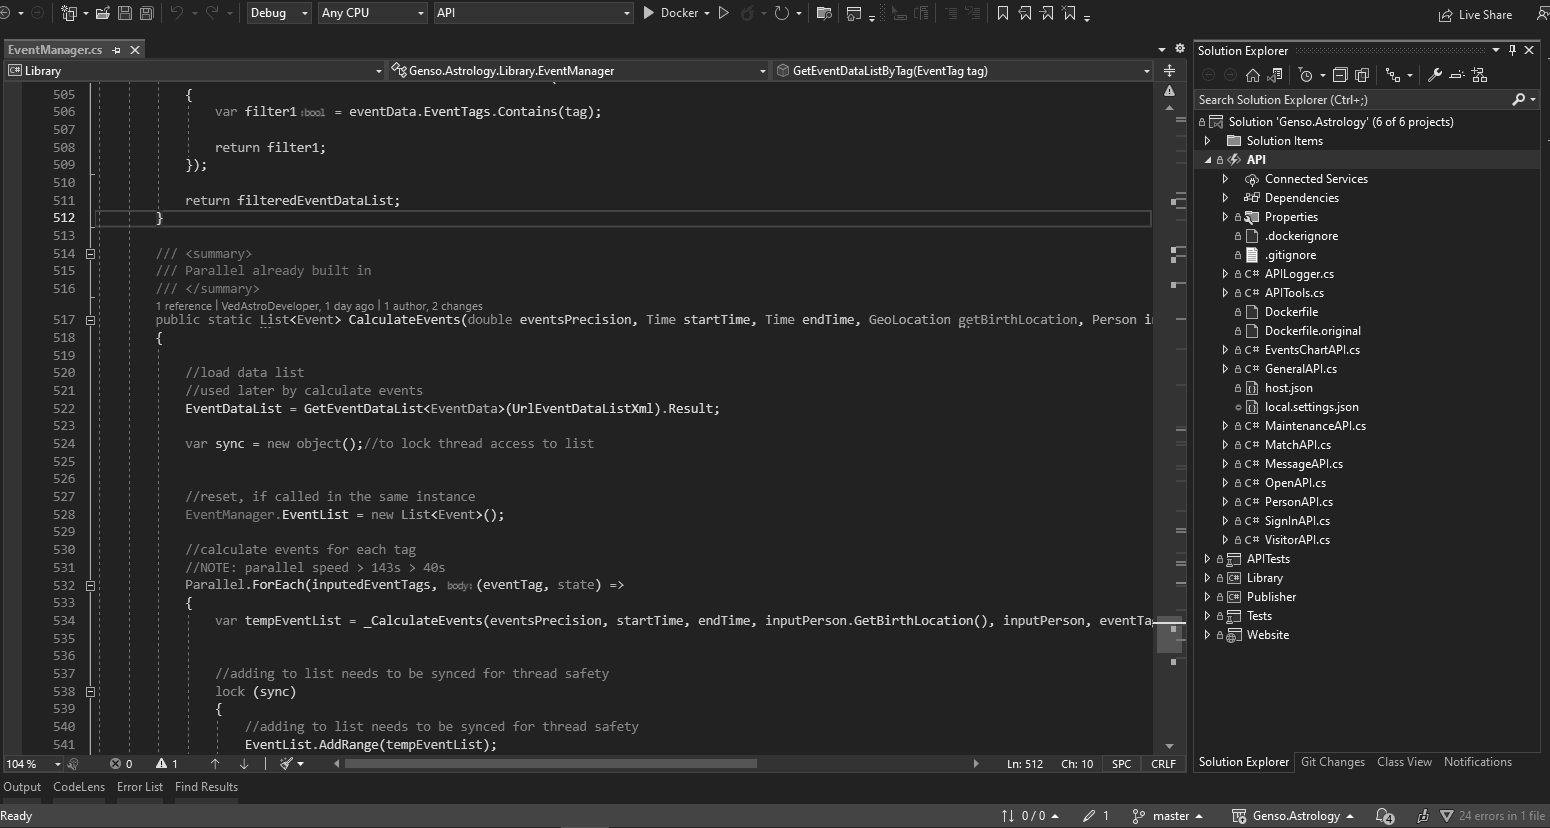 Debug
Any CPU
API
Docker
Live Share
EventManager.cs
Library
Genso.Astrology.Library.EventManager
GetEventDataListByTag(EventTag tag)
505 {
506 var filter1 :bool = eventData.EventTags.Contains(tag);
507
508 return filter1;
509 });
510
511 return filteredEventDataList;
512 }
513
514 /// <summary>
515 /// Parallel already built in
516 /// </summary>
1 reference | VedAstroDeveloper, 1 day ago | 1 author, 2 changes
517 public static List<Event> CalculateEvents(double eventsPrecision, Time startTime, Time endTime, GeoLocation getBirthLocation, Person in
518 {
519
520 //load data list
521 //used later by calculate events
522 EventDataList = GetEventDataList<EventData>(UrlEventDataListXml).Result;
523
524 var sync = new object();//to lock thread access to list
525
526
527 //reset, if called in the same instance
528 EventManager.EventList = new List<Event>();
529
530 //calculate events for each tag
531 //NOTE: parallel speed > 143s > 40s
532 Parallel.ForEach(inputedEventTags, body: (eventTag, state) =>
533 {
534 var tempEventList = _CalculateEvents(eventsPrecision, startTime, endTime, inputPerson.GetBirthLocation(), inputPerson, eventTa
535
536
537 //adding to list needs to be synced for thread safety
538 lock (sync)
539 {
540 //adding to list needs to be synced for thread safety
541 EventList.AddRange(tempEventList);
104 %
0
1
Ln: 512 Ch: 10 SPC CRLF
Output CodeLens Error List Find Results
Ready
Solution Explorer
Search Solution Explorer (Ctrl+;)
Solution 'Genso.Astrology' (6 of 6 projects)
Solution Items
API
Connected Services
Dependencies
Properties
.dockerignore
.gitignore
C# APILogger.cs
C# APITools.cs
Dockerfile
Dockerfile.original
C# EventsChartAPI.cs
C# GeneralAPI.cs
host.json
local.settings.json
C# MaintenanceAPI.cs
C# MatchAPI.cs
C# MessageAPI.cs
C# OpenAPI.cs
C# PersonAPI.cs
C# SignInAPI.cs
C# VisitorAPI.cs
APITests
Library
Publisher
Tests
Website
Solution Explorer Git Changes Class View Notifications
0 / 0
1
master
Genso.Astrology
4
24 errors in 1 file